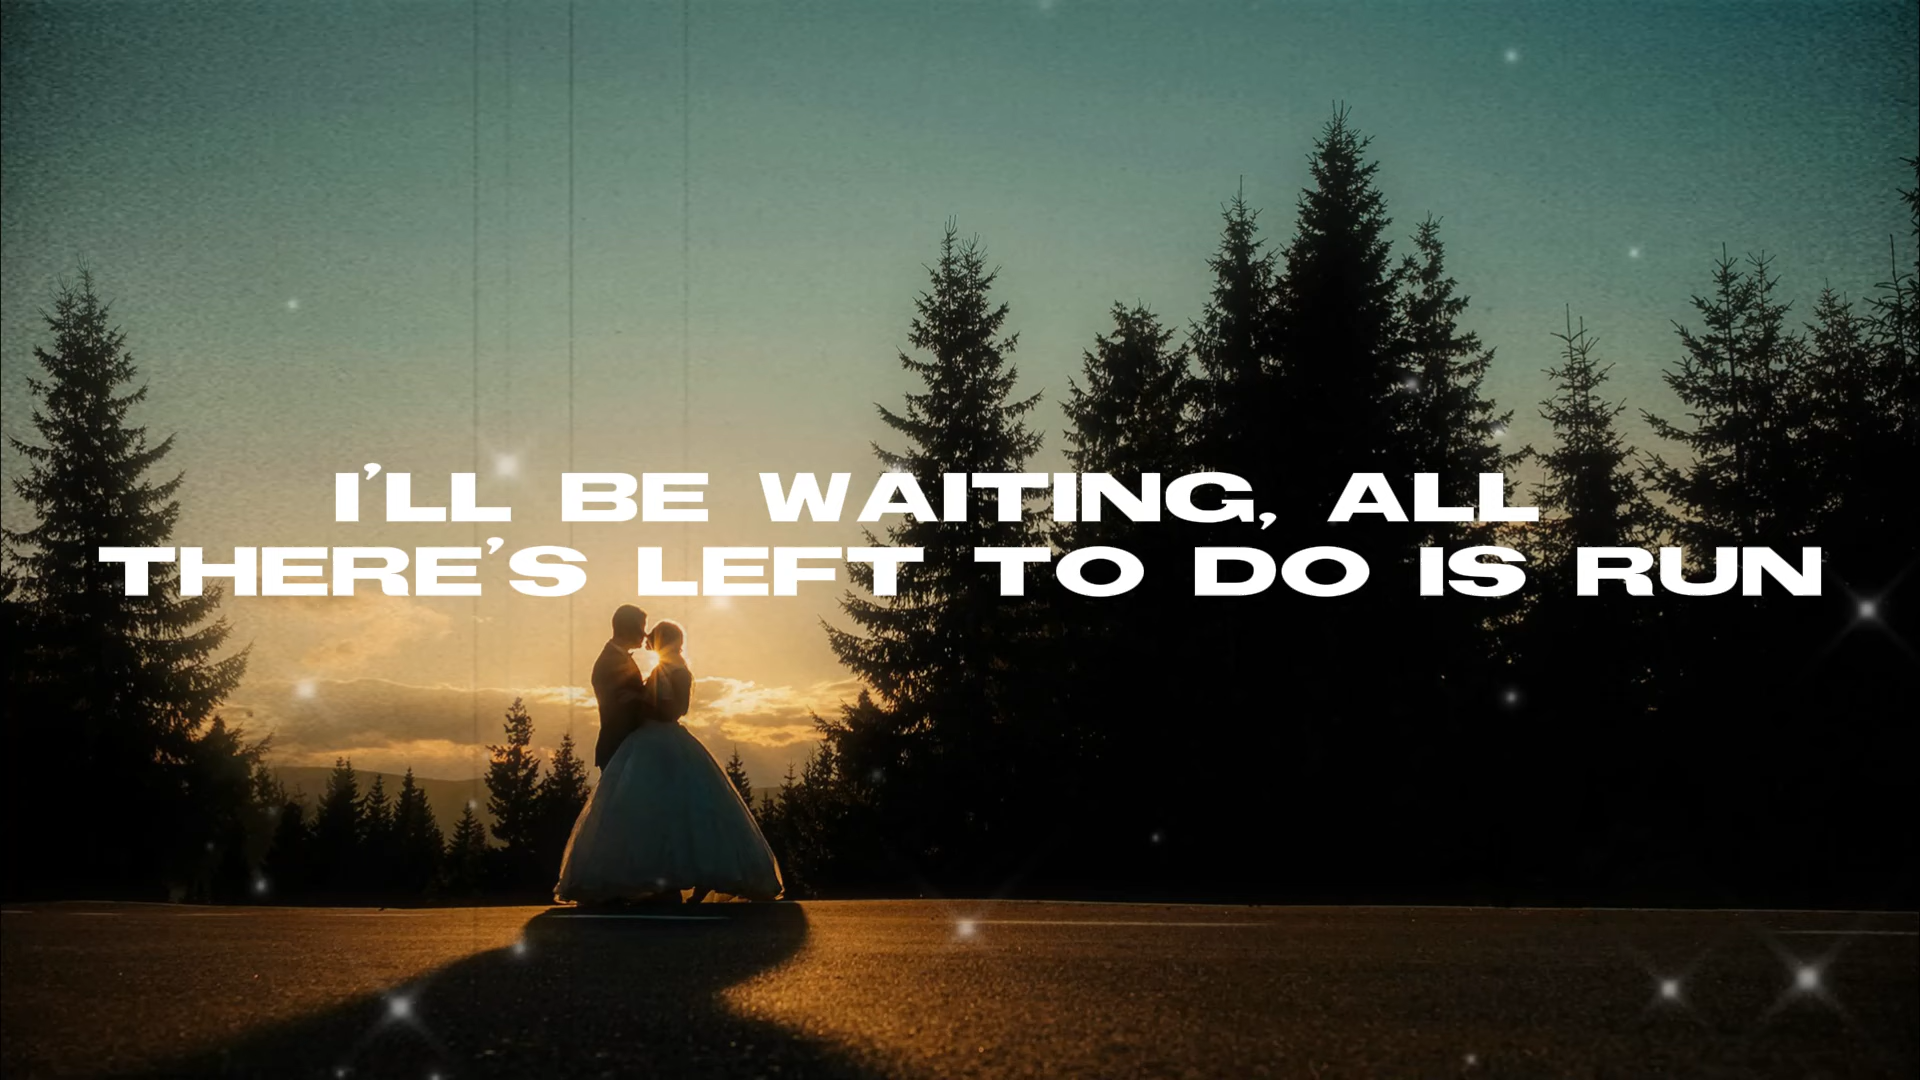 I'LL BE WAITING, ALL
THERE'S LEFT TO DO IS RUN